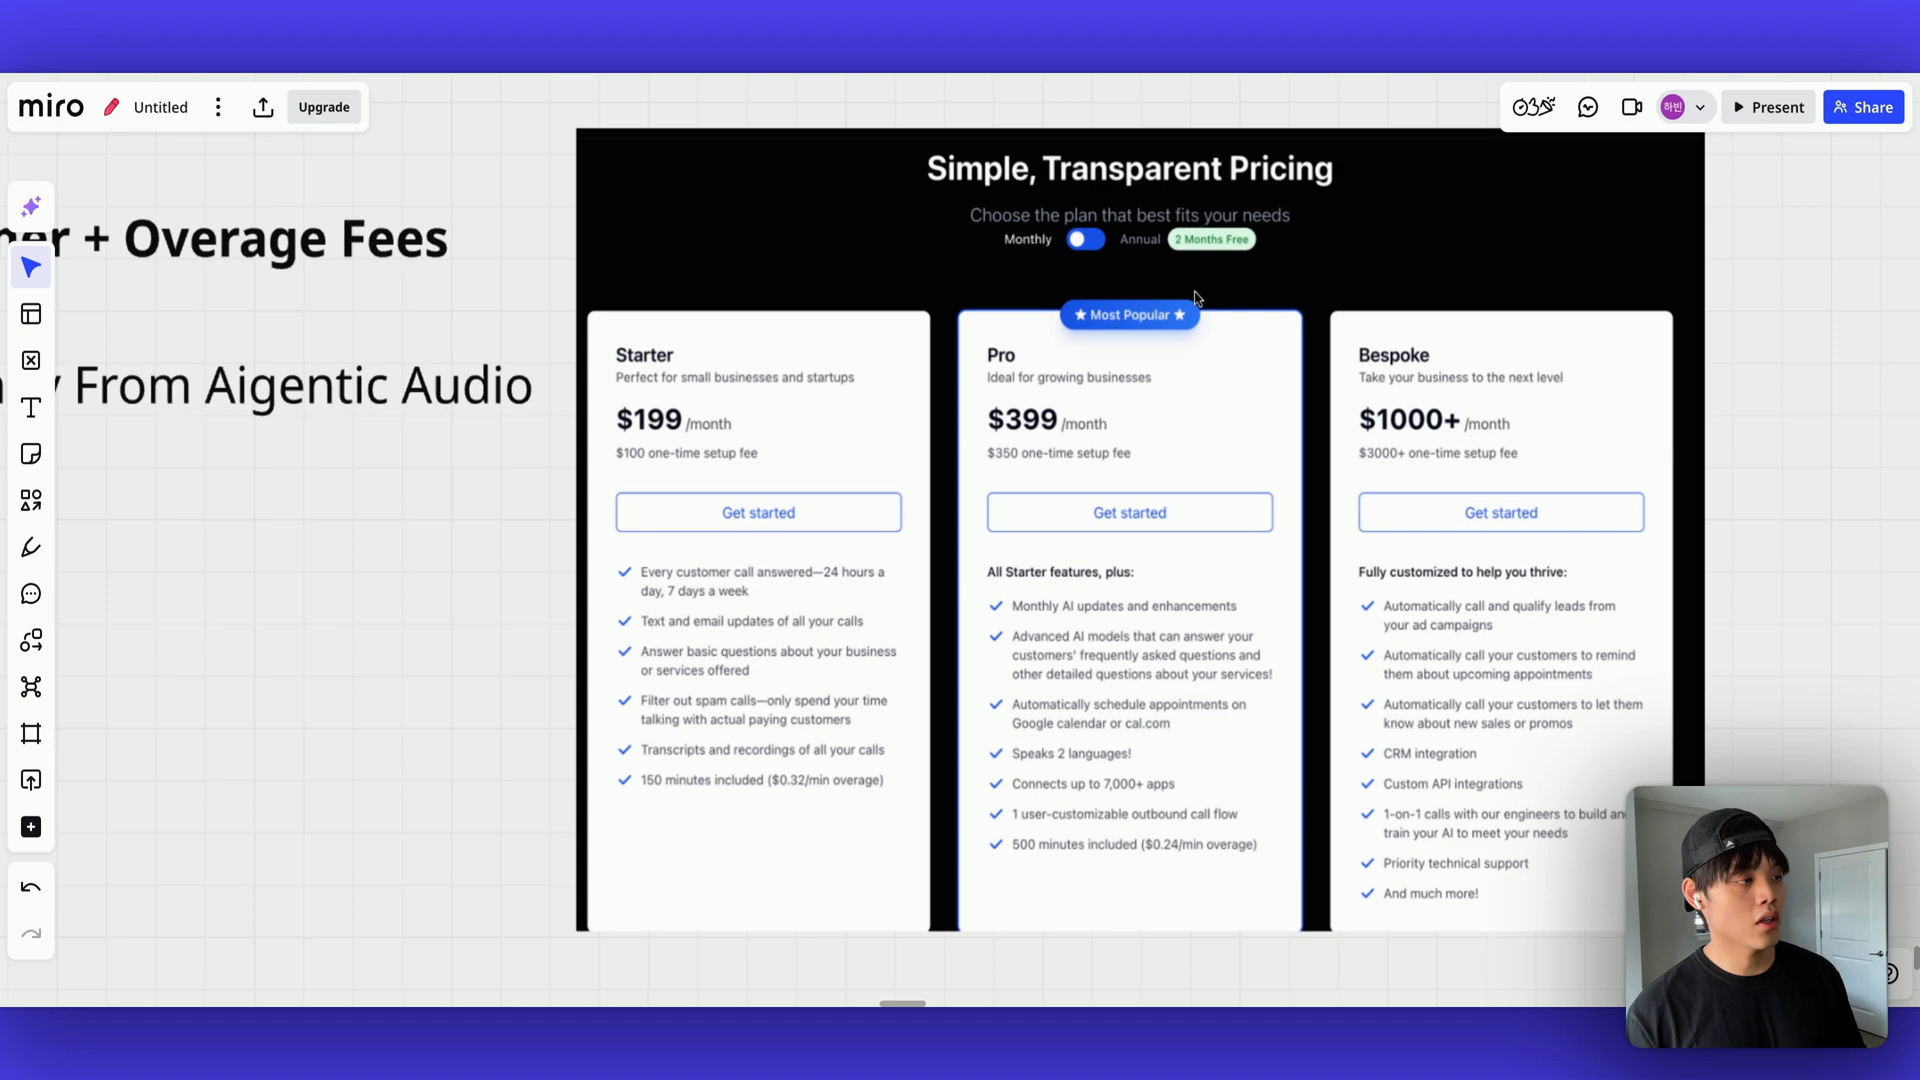 miro
Untitled
Upgrade
하빈
Present
Share
+ Overage Fees
From Aigentic Audio
Simple, Transparent Pricing
Choose the plan that best fits your needs
Monthly
Annual
2 Months Free
★ Most Popular ★
Starter
Perfect for small businesses and startups
$199 /month
$100 one-time setup fee
Get started
Every customer call answered—24 hours a
day, 7 days a week
Text and email updates of all your calls
Answer basic questions about your business
or services offered
Filter out spam calls—only spend your time
talking with actual paying customers
Transcripts and recordings of all your calls
150 minutes included ($0.32/min overage)
Pro
Ideal for growing businesses
$399 /month
$350 one-time setup fee
Get started
All Starter features, plus:
Monthly AI updates and enhancements
Advanced AI models that can answer your
customers' frequently asked questions and
other detailed questions about your services!
Automatically schedule appointments on
Google calendar or cal.com
Speaks 2 languages!
Connects up to 7,000+ apps
1 user-customizable outbound call flow
500 minutes included ($0.24/min overage)
Bespoke
Take your business to the next level
$1000+ /month
$3000+ one-time setup fee
Get started
Fully customized to help you thrive:
Automatically call and qualify leads from
your ad campaigns
Automatically call your customers to remind
them about upcoming appointments
Automatically call your customers to let them
know about new sales or promos
CRM integration
Custom API integrations
1-on-1 calls with our engineers to build and
train your AI to meet your needs
Priority technical support
And much more!